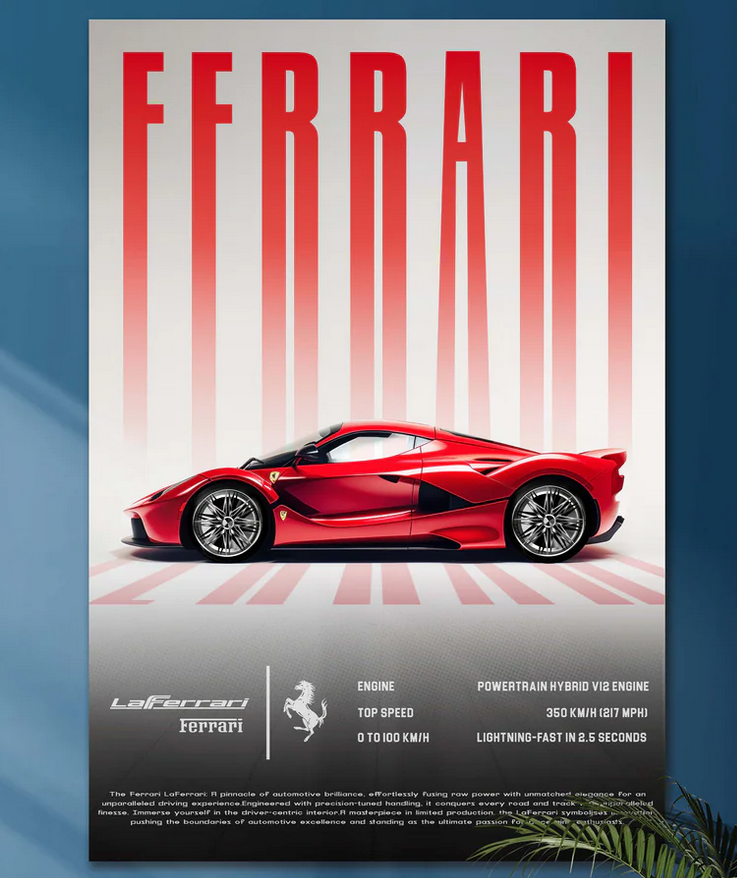 FERRARI
LaFerrari
Ferrari
ENGINE POWERTRAIN HYBRID V12 ENGINE
TOP SPEED 350 KM/H (217 MPH)
0 TO 100 KM/H LIGHTNING-FAST IN 2.5 SECONDS
The Ferrari LaFerrari: A pinnacle of automotive brilliance, effortlessly fusing raw power with unmatched elegance for an
unparalleled driving experience.Engineered with precision-tuned handling, it conquers every road and track unparalleled
finesse. Immerse yourself in the driver-centric interior.A masterpiece in limited production, the LaFerrari symbolises
pushing the boundaries of automotive excellence and standing as the ultimate passion enthusiasts.